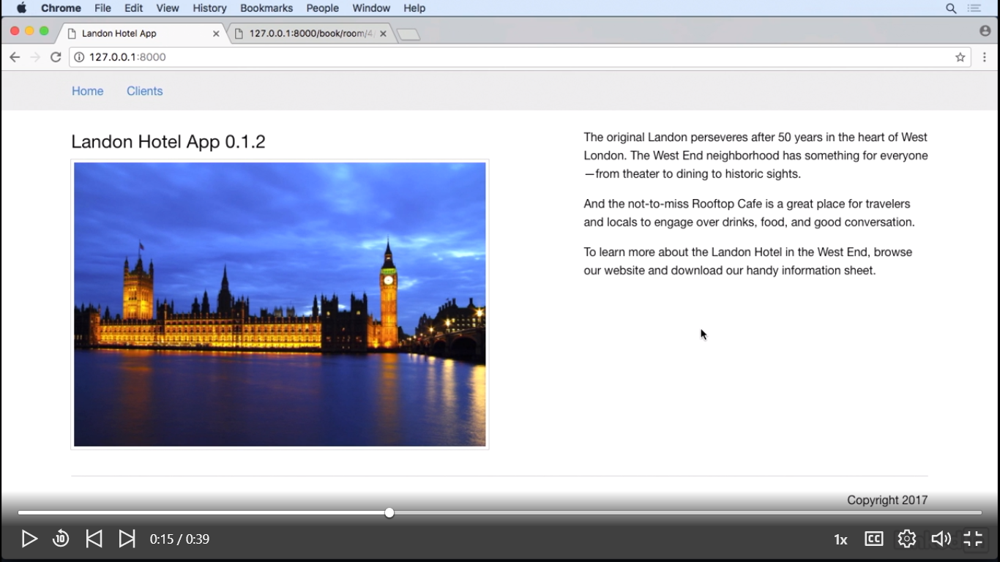 Chrome File Edit View History Bookmarks People Window Help
Landon Hotel App
127.0.0.1:8000/book/room/4
127.0.0.1:8000
Home Clients
Landon Hotel App 0.1.2
The original Landon perseveres after 50 years in the heart of West
London. The West End neighborhood has something for everyone
—from theater to dining to historic sights.
And the not-to-miss Rooftop Cafe is a great place for travelers
and locals to engage over drinks, food, and good conversation.
To learn more about the Landon Hotel in the West End, browse
our website and download our handy information sheet.
Copyright 2017
10
0:15 / 0:39
1x
CC